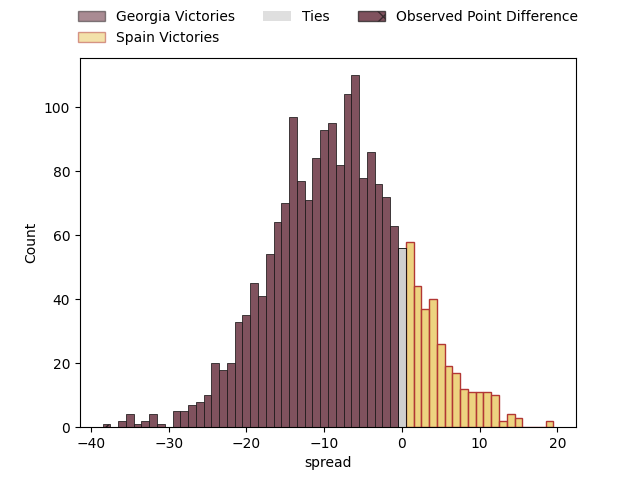 Georgia Victories
Ties
Observed Point Difference
Spain Victories
Count
100
80
60
40
20
0
−40
−30
−20
−10
0
10
20
spread